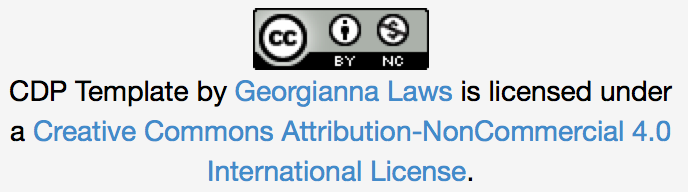 cc
BY NC
CDP Template by Georgianna Laws is licensed under
a Creative Commons Attribution-NonCommercial 4.0
International License.